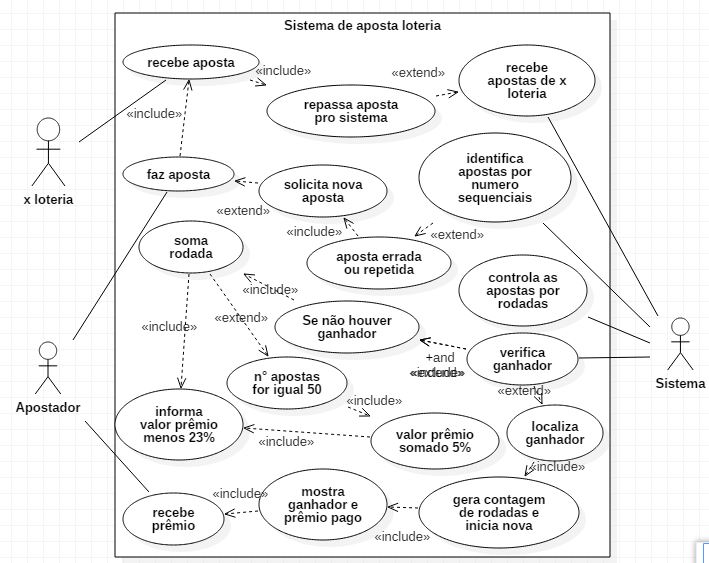 Sistema de aposta loteria
recebe aposta
«include»
«extend»
recebe
apostas de x
loteria
repassa aposta
pro sistema
«include»
x loteria
faz aposta
solicita nova
aposta
identifica
apostas por
numero
sequenciais
«extend»
«include»
«extend»
soma
rodada
aposta errada
ou repetida
controla as
apostas por
rodadas
«include»
«include»
«extend»
Se não houver
ganhador
verifica
ganhador
+and
Apostador
Sistema
n° apostas
for igual 50
«extend»
«include»
informa
valor prêmio
menos 23%
«include»
valor prêmio
somado 5%
localiza
ganhador
«include»
mostra
ganhador e
prêmio pago
«include»
recebe
prêmio
gera contagem
de rodadas e
inicia nova
«include»